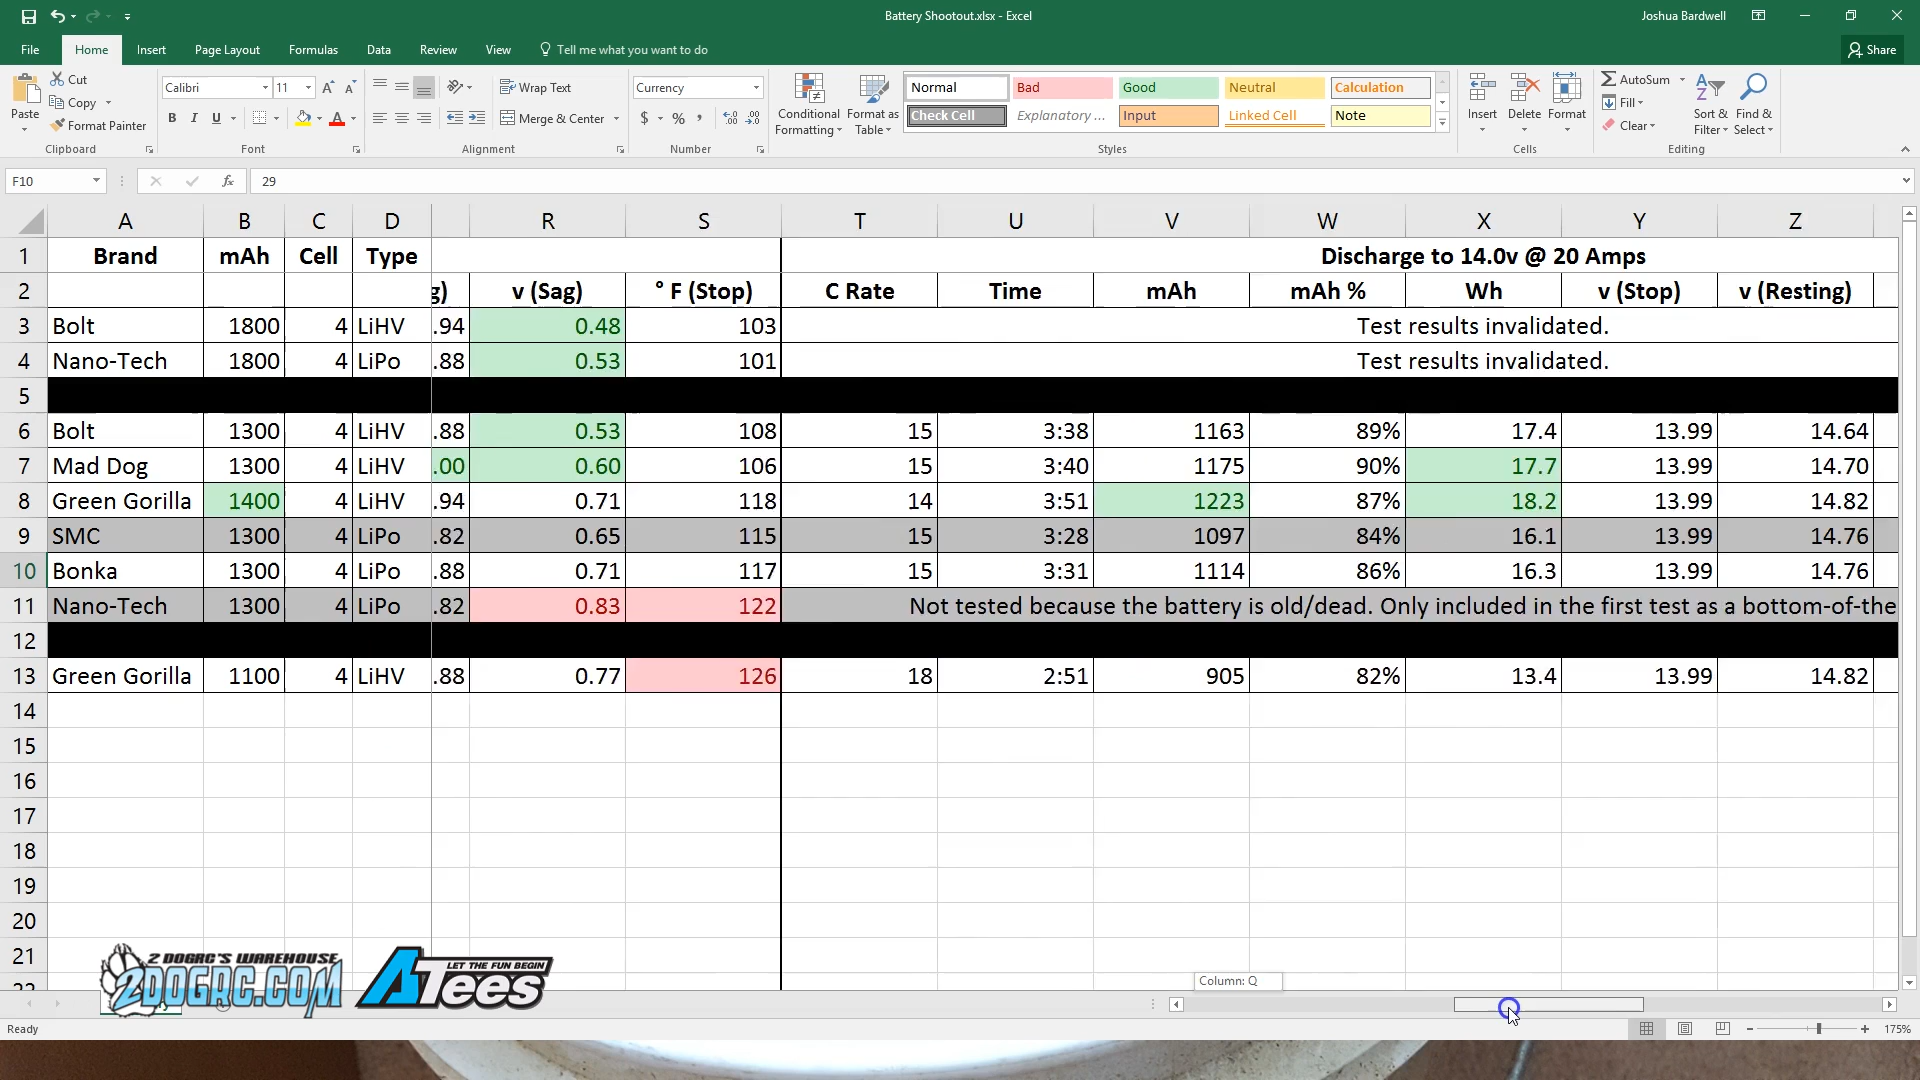 Battery Shootout.xlsx - Excel
Joshua Bardwell
File Home Insert Page Layout Formulas Data Review View Tell me what you want to do Share
Paste Cut Copy Format Painter
Clipboard
Calibri 11
B I U
Font
Wrap Text
Merge & Center
Alignment
Currency
$ % ,
Number
Conditional Formatting
Format as Table
Normal Bad Good Neutral Calculation
Check Cell Explanatory ... Input Linked Cell Note
Styles
Insert Delete Format
Cells
AutoSum
Fill
Clear
Sort & Filter
Find & Select
Editing
F10 fx 29
A B C D R S T U V W X Y Z
1 Brand mAh Cell Type Discharge to 14.0v @ 20 Amps
2 g) v (Sag) ° F (Stop) C Rate Time mAh mAh % Wh v (Stop) v (Resting)
3 Bolt 1800 4 LiHV .94 0.48 103 Test results invalidated.
4 Nano-Tech 1800 4 LiPo .88 0.53 101 Test results invalidated.
5
6 Bolt 1300 4 LiHV .88 0.53 108 15 3:38 1163 89% 17.4 13.99 14.64
7 Mad Dog 1300 4 LiHV .00 0.60 106 15 3:40 1175 90% 17.7 13.99 14.70
8 Green Gorilla 1400 4 LiHV .94 0.71 118 14 3:51 1223 87% 18.2 13.99 14.82
9 SMC 1300 4 LiPo .82 0.65 115 15 3:28 1097 84% 16.1 13.99 14.76
10 Bonka 1300 4 LiPo .88 0.71 117 15 3:31 1114 86% 16.3 13.99 14.76
11 Nano-Tech 1300 4 LiPo .82 0.83 122 Not tested because the battery is old/dead. Only included in the first test as a bottom-of-the
12
13 Green Gorilla 1100 4 LiHV .88 0.77 126 18 2:51 905 82% 13.4 13.99 14.82
14
15
16
17
18
19
20
21
2 DOGRC'S WAREHOUSE
2DOGRC.COM
LET THE FUN BEGIN
ATees
Column: Q
Ready
175%